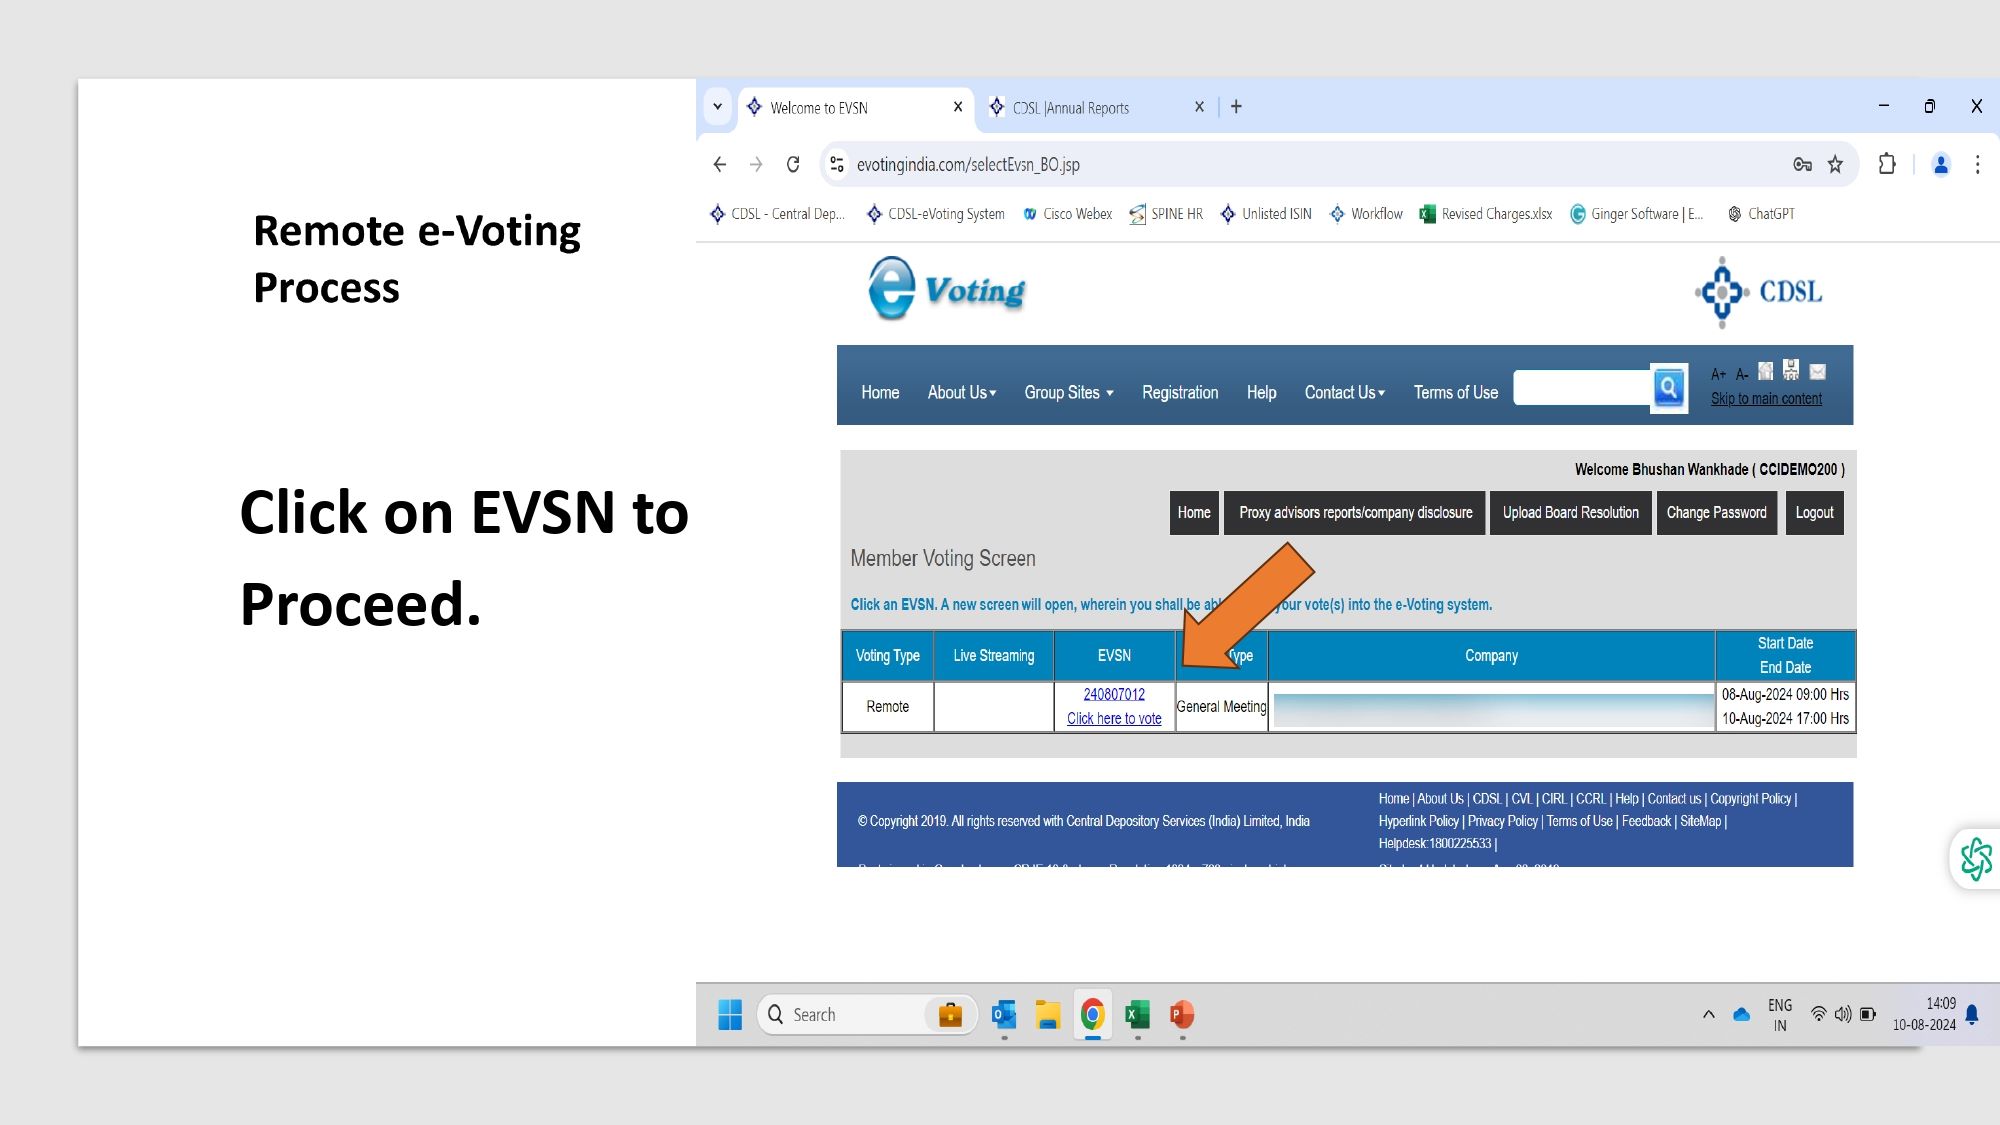 Remote e-Voting
Process
Click on EVSN to
Proceed.
Welcome to EVSN
CDSL |Annual Reports
evotingindia.com/selectEvsn_BO.jsp
CDSL - Central Dep...
CDSL-eVoting System
Cisco Webex
SPINE HR
Unlisted ISIN
Workflow
Revised Charges.xlsx
Ginger Software | E...
ChatGPT
e Voting
CDSL
Home About Us Group Sites Registration Help Contact Us Terms of Use
A+ A-
Skip to main content
Welcome Bhushan Wankhade ( CCIDEMO200 )
Home Proxy advisors reports/company disclosure Upload Board Resolution Change Password Logout
Member Voting Screen
Click an EVSN. A new screen will open, wherein you shall be your vote(s) into the e-Voting system.
Voting Type Live Streaming EVSN Type Company Start Date
End Date
Remote 240807012 General Meeting 08-Aug-2024 09:00 Hrs
Click here to vote 10-Aug-2024 17:00 Hrs
© Copyright 2019. All rights reserved with Central Depository Services (India) Limited, India
Home | About Us | CDSL | CVL | CIRL | CCRL | Help | Contact us | Copyright Policy |
Hyperlink Policy | Privacy Policy | Terms of Use | Feedback | SiteMap |
Helpdesk:1800225533 |
Search
ENG
IN
14:09
10-08-2024